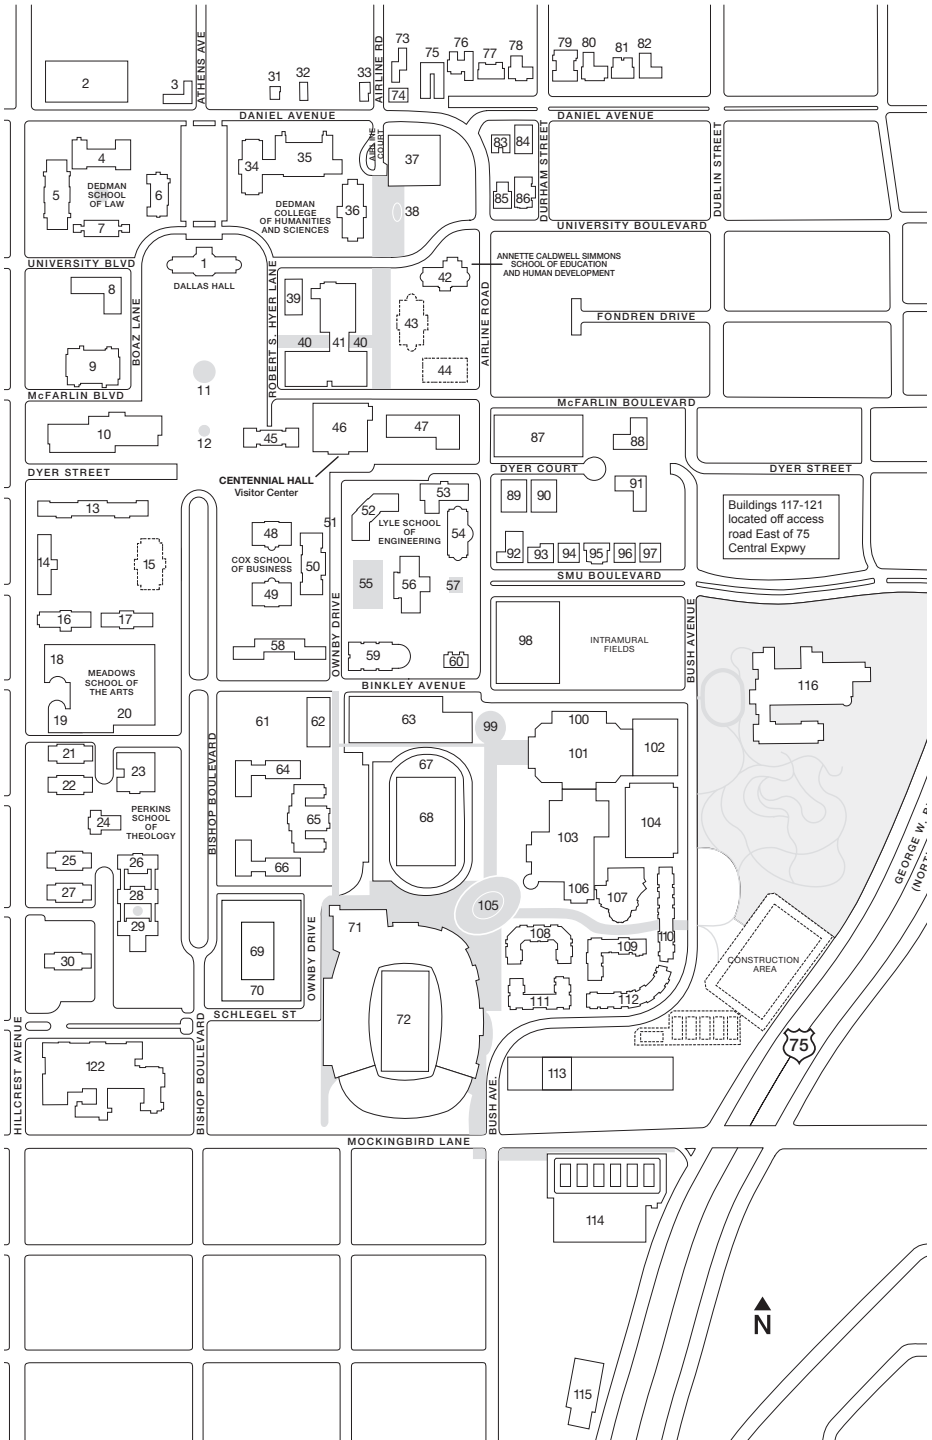 ATHENS AVE
AIRLINE RD
73
75
76
77
78
79
80
81
82
2
3
31
32
33
74
DANIEL AVENUE
DANIEL AVENUE
4
5
DEDMAN
SCHOOL
OF LAW
6
7
34
35
AIRLINE
COURT
37
36
38
DEDMAN
COLLEGE
OF HUMANITIES
AND SCIENCES
83
84
85
86
DURHAM STREET
DUBLIN STREET
UNIVERSITY BOULEVARD
UNIVERSITY BLVD
1
DALLAS HALL
ANNETTE CALDWELL SIMMONS
SCHOOL OF EDUCATION
AND HUMAN DEVELOPMENT
42
8
BOAZ LANE
ROBERT S. HYER LANE
39
40
41
40
43
44
AIRLINE ROAD
FONDREN DRIVE
9
11
McFARLIN BLVD
McFARLIN BOULEVARD
10
12
45
46
47
87
88
DYER STREET
DYER COURT
DYER STREET
CENTENNIAL HALL
Visitor Center
13
14
15
16
17
48
COX SCHOOL
OF BUSINESS
49
50
51
52
53
LYLE SCHOOL
OF
ENGINEERING
54
55
56
57
89
90
91
92
93
94
95
96
97
Buildings 117-121
located off access
road East of 75
Central Expwy
SMU BOULEVARD
OWNBY DRIVE
58
59
60
98
INTRAMURAL
FIELDS
BUSH AVENUE
116
18
MEADOWS
SCHOOL OF
THE ARTS
19
20
BINKLEY AVENUE
61
62
63
99
100
101
102
21
22
23
24
PERKINS
SCHOOL
OF
THEOLOGY
BISHOP BOULEVARD
64
65
66
67
68
103
104
25
26
27
28
29
30
106
107
105
71
69
70
OWNBY DRIVE
108
109
110
111
112
CONSTRUCTION
AREA
75
72
SCHLEGEL ST
HILLCREST AVENUE
BISHOP BOULEVARD
122
113
BUSH AVE.
MOCKINGBIRD LANE
114
N
115